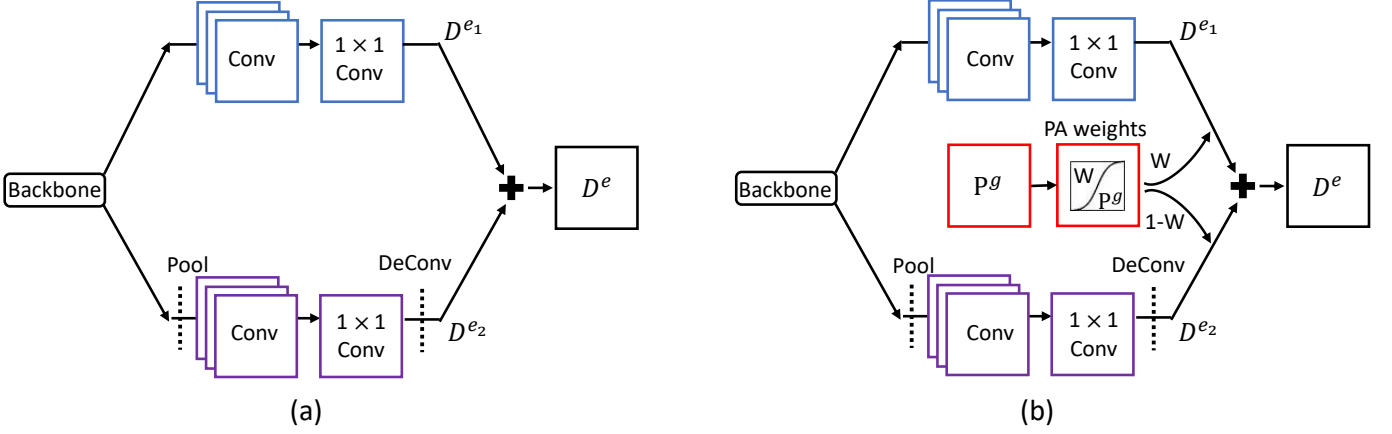 D^{e_1}
Conv
1 × 1
Conv
Backbone
D^e
Pool
DeConv
Conv
1 × 1
Conv
D^{e_2}
(a)
D^{e_1}
Conv
1 × 1
Conv
PA weights
Backbone
P^g
W
P^g
W
1-W
D^e
Pool
DeConv
Conv
1 × 1
Conv
D^{e_2}
(b)